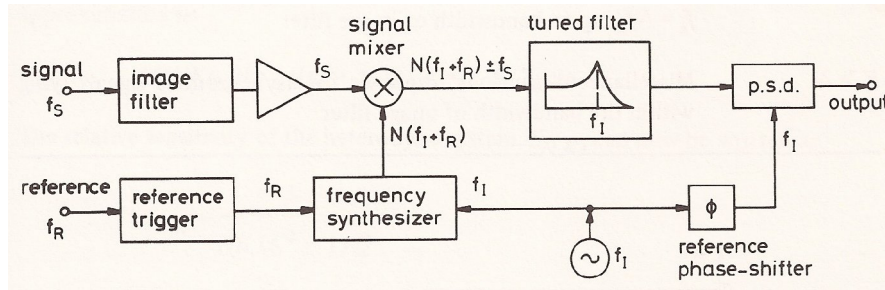 signal
f_S
image
filter
f_S
signal
mixer
N(f_I+f_R)±f_S
N(f_I+f_R)
tuned filter
f_I
p.s.d.
output
f_I
reference
f_R
reference
trigger
f_R
frequency
synthesizer
f_I
f_I
ϕ
reference
phase-shifter